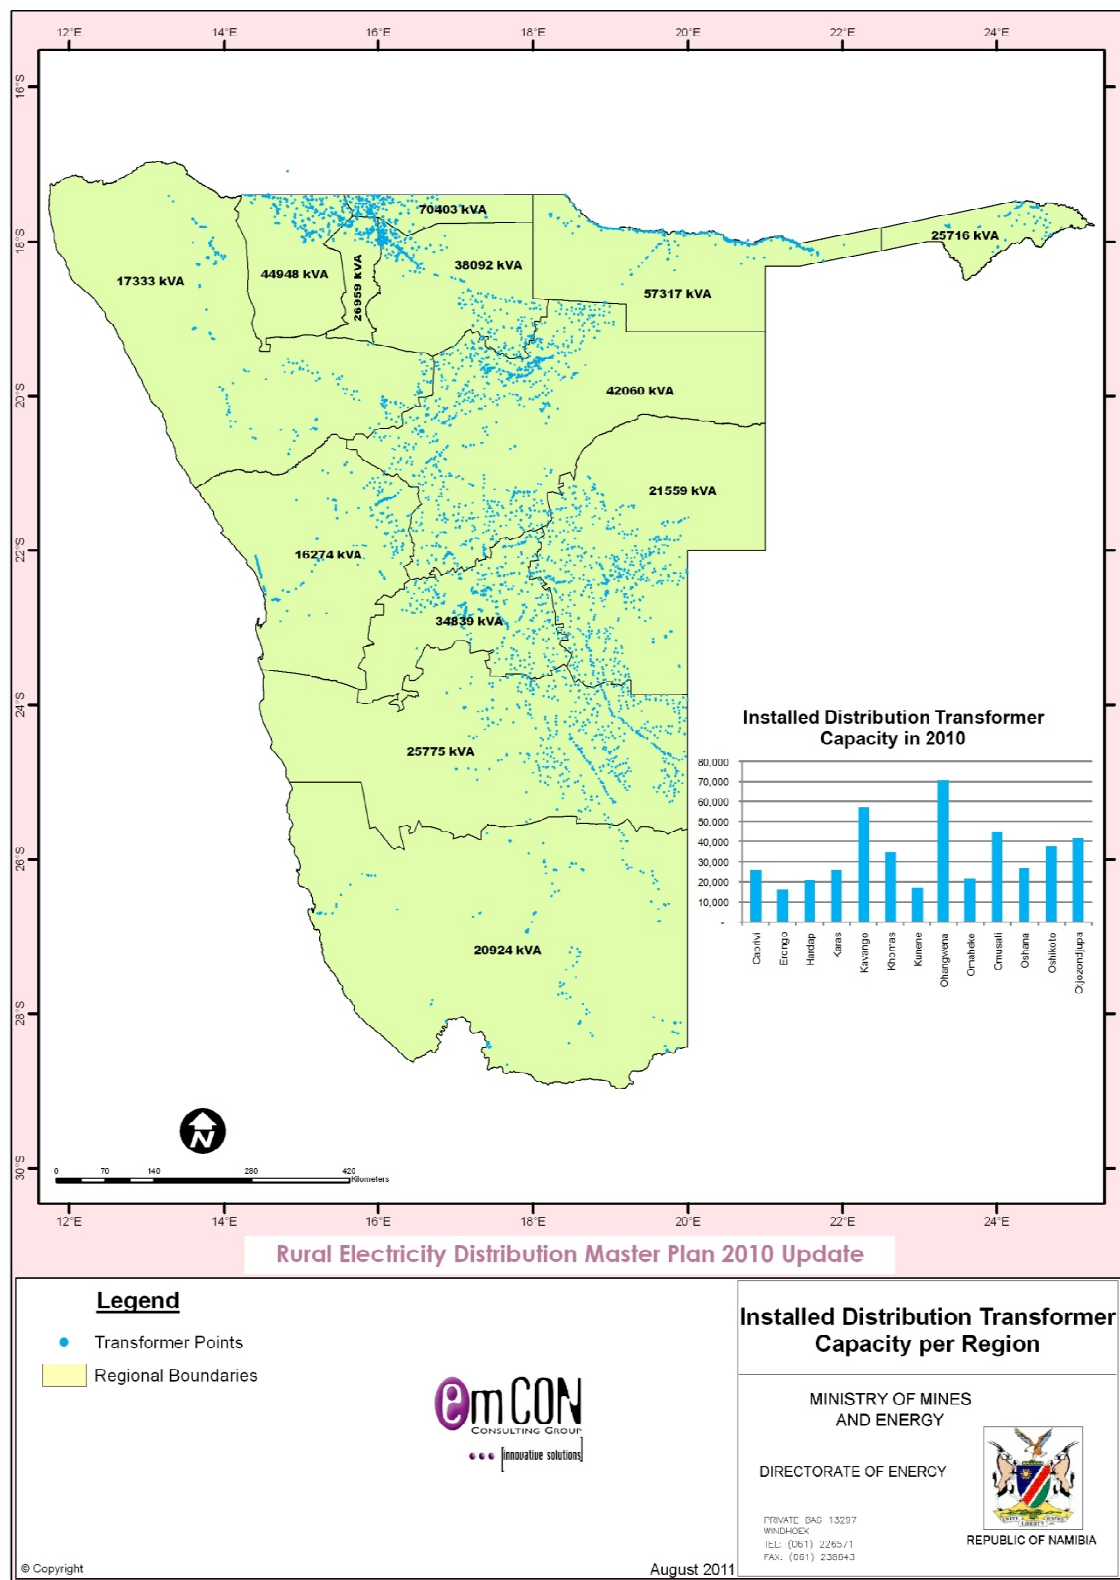 12°E 14°E 16°E 18°E 20°E 22°E 24°E
16°S
18°S
20°S
22°S
24°S
26°S
28°S
30°S
70403 kVA
25716 kVA
17333 kVA
44948 kVA
26959 kVA
38092 kVA
57317 kVA
42060 kVA
21559 kVA
16274 kVA
34839 kVA
25775 kVA
20924 kVA
Installed Distribution Transformer
Capacity in 2010
80,000
70,000
60,000
50,000
40,000
30,000
20,000
10,000
-
Caprivi
Erongo
Hardap
Karas
Kavango
Khomas
Kunene
Ohangwena
Omaheke
Omusati
Oshana
Oshikoto
Otjozondjupa
N
0 70 140 280 420
Kilometers
12°E 14°E 16°E 18°E 20°E 22°E 24°E
Rural Electricity Distribution Master Plan 2010 Update
Legend
Transformer Points
Regional Boundaries
emCON
CONSULTING GROUP
[innovative solutions]
Installed Distribution Transformer
Capacity per Region
MINISTRY OF MINES
AND ENERGY
DIRECTORATE OF ENERGY
PRIVATE BAG 13297
WINDHOEK
TEL: (061) 226571
FAX: (061) 238643
REPUBLIC OF NAMIBIA
© Copyright
August 2011